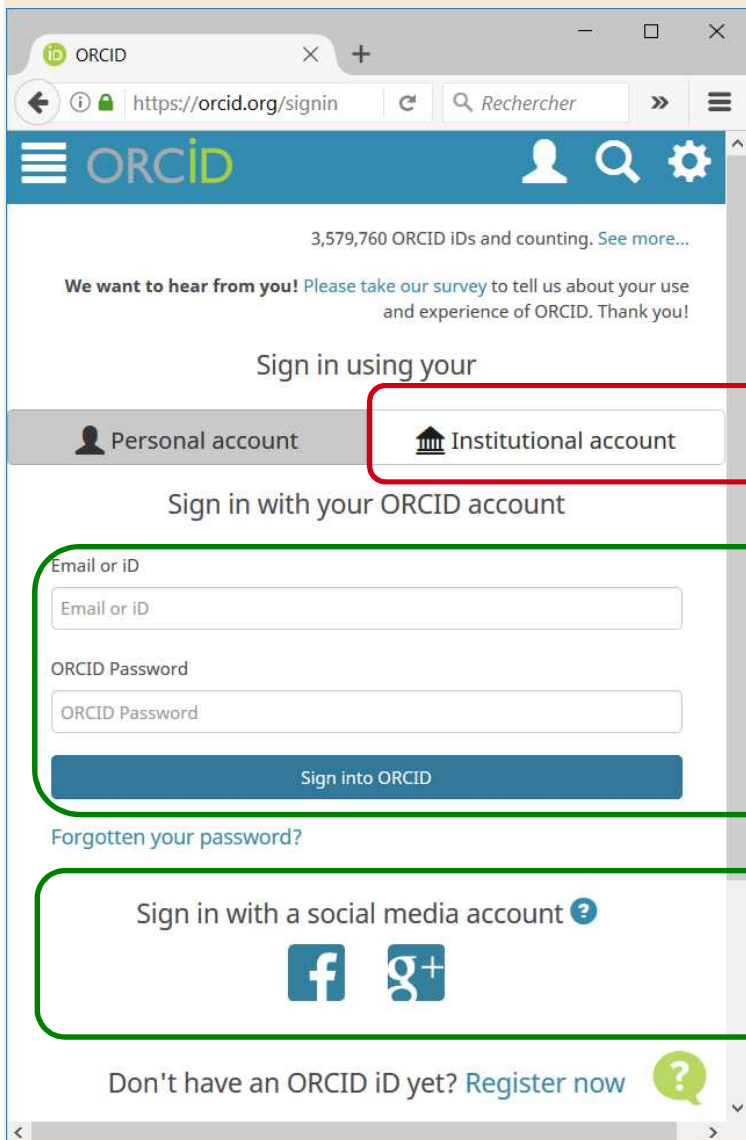 iD ORCID
https://orcid.org/signin
Rechercher
ORCiD
3,579,760 ORCID iDs and counting. See more...
We want to hear from you! Please take our survey to tell us about your use
and experience of ORCID. Thank you!
Sign in using your
Personal account
Institutional account
Sign in with your ORCID account
Email or iD
Email or iD
ORCID Password
ORCID Password
Sign into ORCID
Forgotten your password?
Sign in with a social media account ?
f g+
Don't have an ORCID iD yet? Register now ?